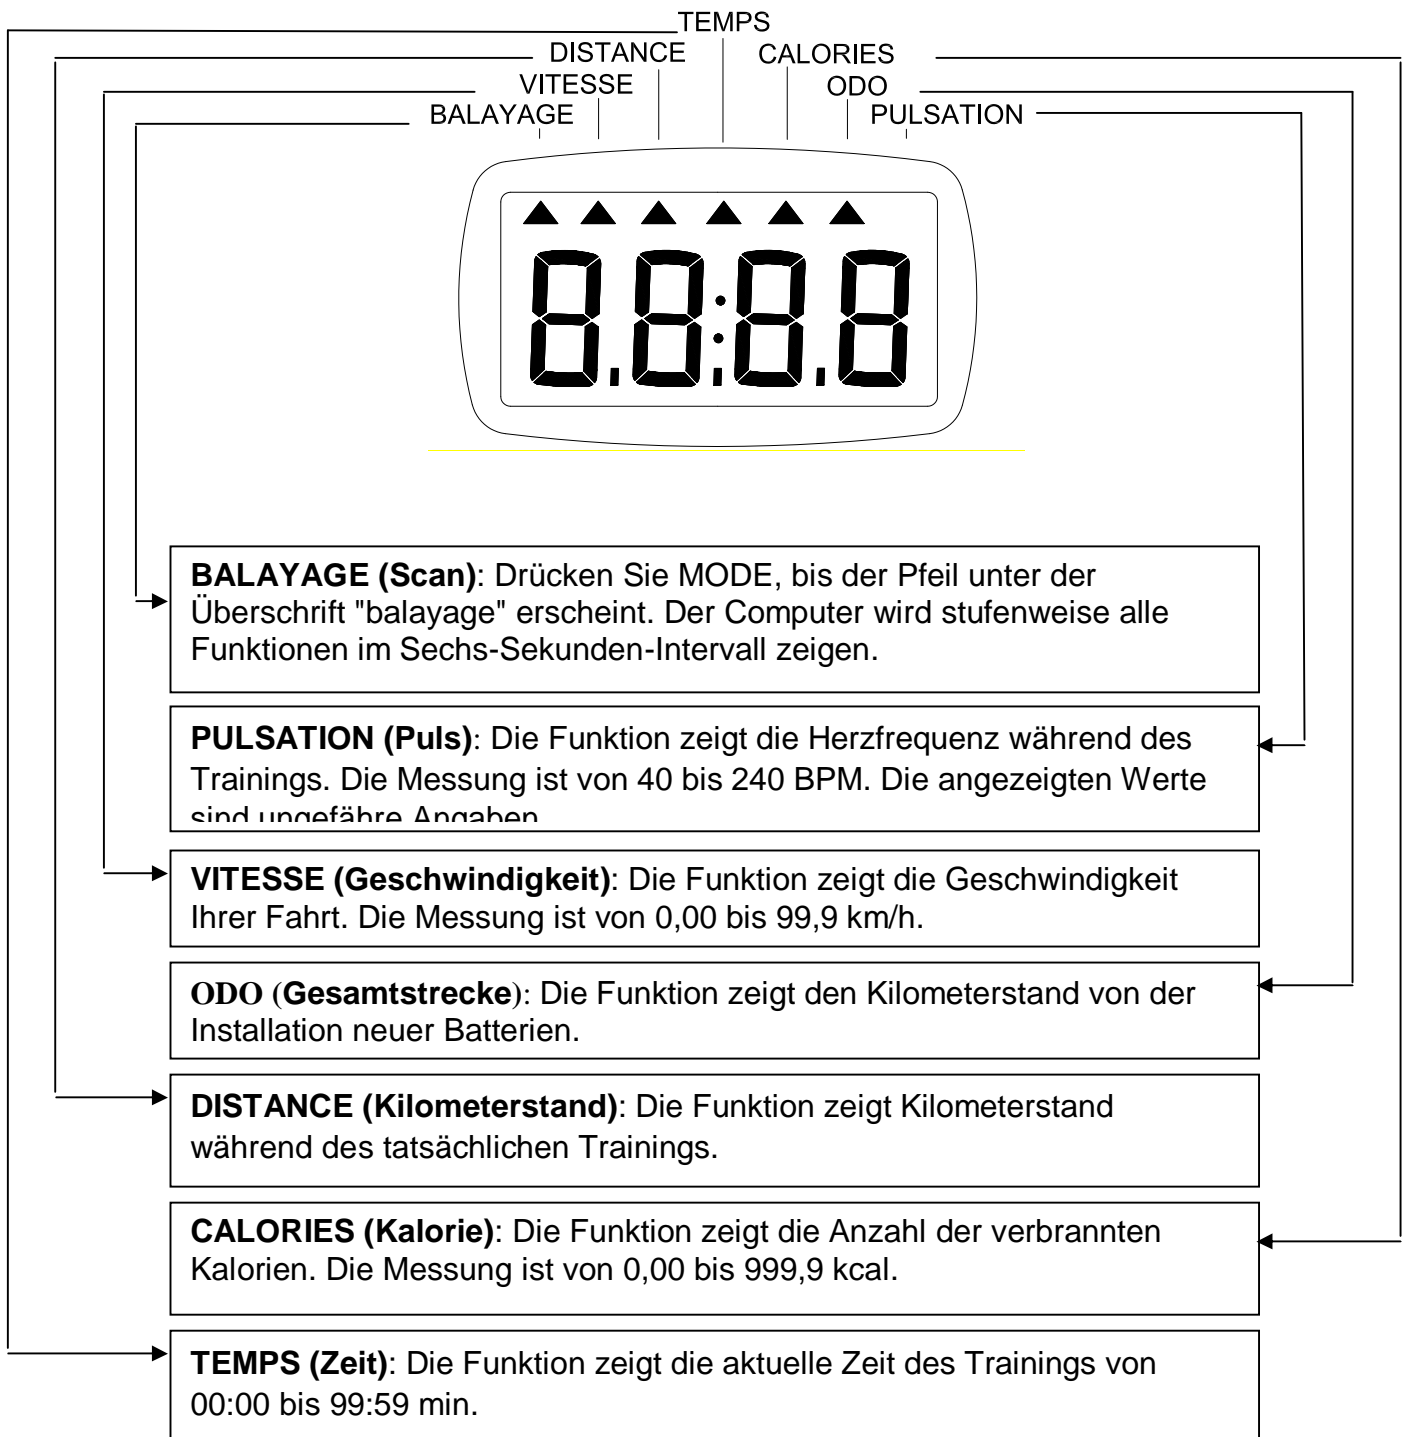 TEMPS
DISTANCE
CALORIES
VITESSE
ODO
BALAYAGE
PULSATION
8.8:8.8
BALAYAGE (Scan): Drücken Sie MODE, bis der Pfeil unter der
Überschrift "balayage" erscheint. Der Computer wird stufenweise alle
Funktionen im Sechs-Sekunden-Intervall zeigen.
PULSATION (Puls): Die Funktion zeigt die Herzfrequenz während des
Trainings. Die Messung ist von 40 bis 240 BPM. Die angezeigten Werte
sind ungefähre Angaben
VITESSE (Geschwindigkeit): Die Funktion zeigt die Geschwindigkeit
Ihrer Fahrt. Die Messung ist von 0,00 bis 99,9 km/h.
ODO (Gesamtstrecke): Die Funktion zeigt den Kilometerstand von der
Installation neuer Batterien.
DISTANCE (Kilometerstand): Die Funktion zeigt Kilometerstand
während des tatsächlichen Trainings.
CALORIES (Kalorie): Die Funktion zeigt die Anzahl der verbrannten
Kalorien. Die Messung ist von 0,00 bis 999,9 kcal.
TEMPS (Zeit): Die Funktion zeigt die aktuelle Zeit des Trainings von
00:00 bis 99:59 min.